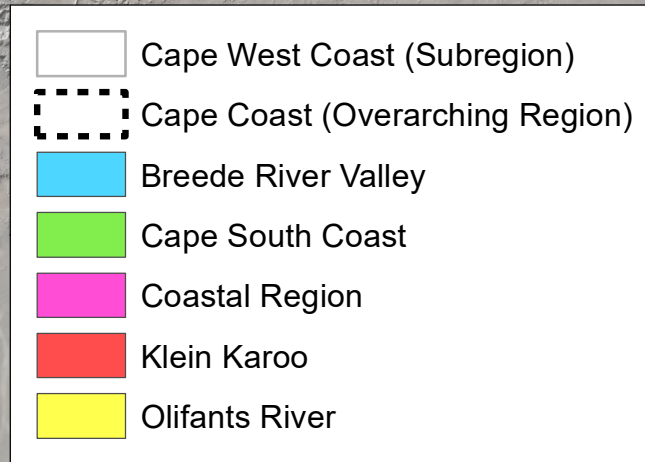 Cape West Coast (Subregion)
Cape Coast (Overarching Region)
Breede River Valley
Cape South Coast
Coastal Region
Klein Karoo
Olifants River